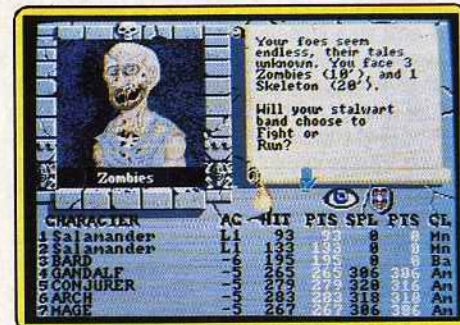 Your foes seem
endless, their tales
unknown. You face 3
Zombies (10'), and 1
Skeleton (20').
Will your stalwart
band choose to
Fight or
Run?
Zombies
CHARACTER AC HIT PTS SPL PTS CL
1 Salamander L1 93 93 0 0 Mn
2 Salamander L1 133 133 0 0 Mn
3 BARD -6 195 195 0 0 Ba
4 GANDALF -5 265 265 306 306 Am
5 CONJURER -5 279 279 320 316 Am
6 ARCH -5 283 283 318 318 Am
7 MAGE -5 267 267 306 306 Am